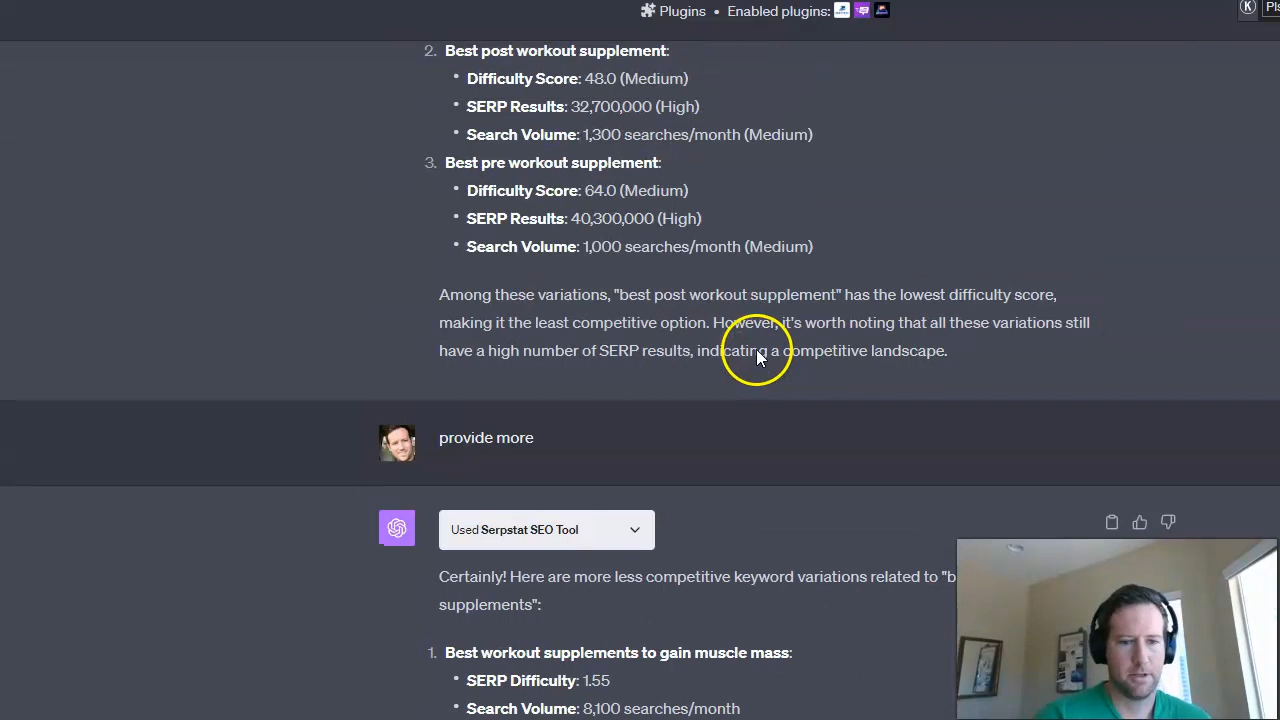 Plugins • Enabled plugins:
K
2. Best post workout supplement:
• Difficulty Score: 48.0 (Medium)
• SERP Results: 32,700,000 (High)
• Search Volume: 1,300 searches/month (Medium)
3. Best pre workout supplement:
• Difficulty Score: 64.0 (Medium)
• SERP Results: 40,300,000 (High)
• Search Volume: 1,000 searches/month (Medium)
Among these variations, "best post workout supplement" has the lowest difficulty score,
making it the least competitive option. However, it's worth noting that all these variations still
have a high number of SERP results, indicating a competitive landscape.
provide more
Used Serpstat SEO Tool
Certainly! Here are more less competitive keyword variations related to "b
supplements":
1. Best workout supplements to gain muscle mass:
• SERP Difficulty: 1.55
• Search Volume: 8,100 searches/month